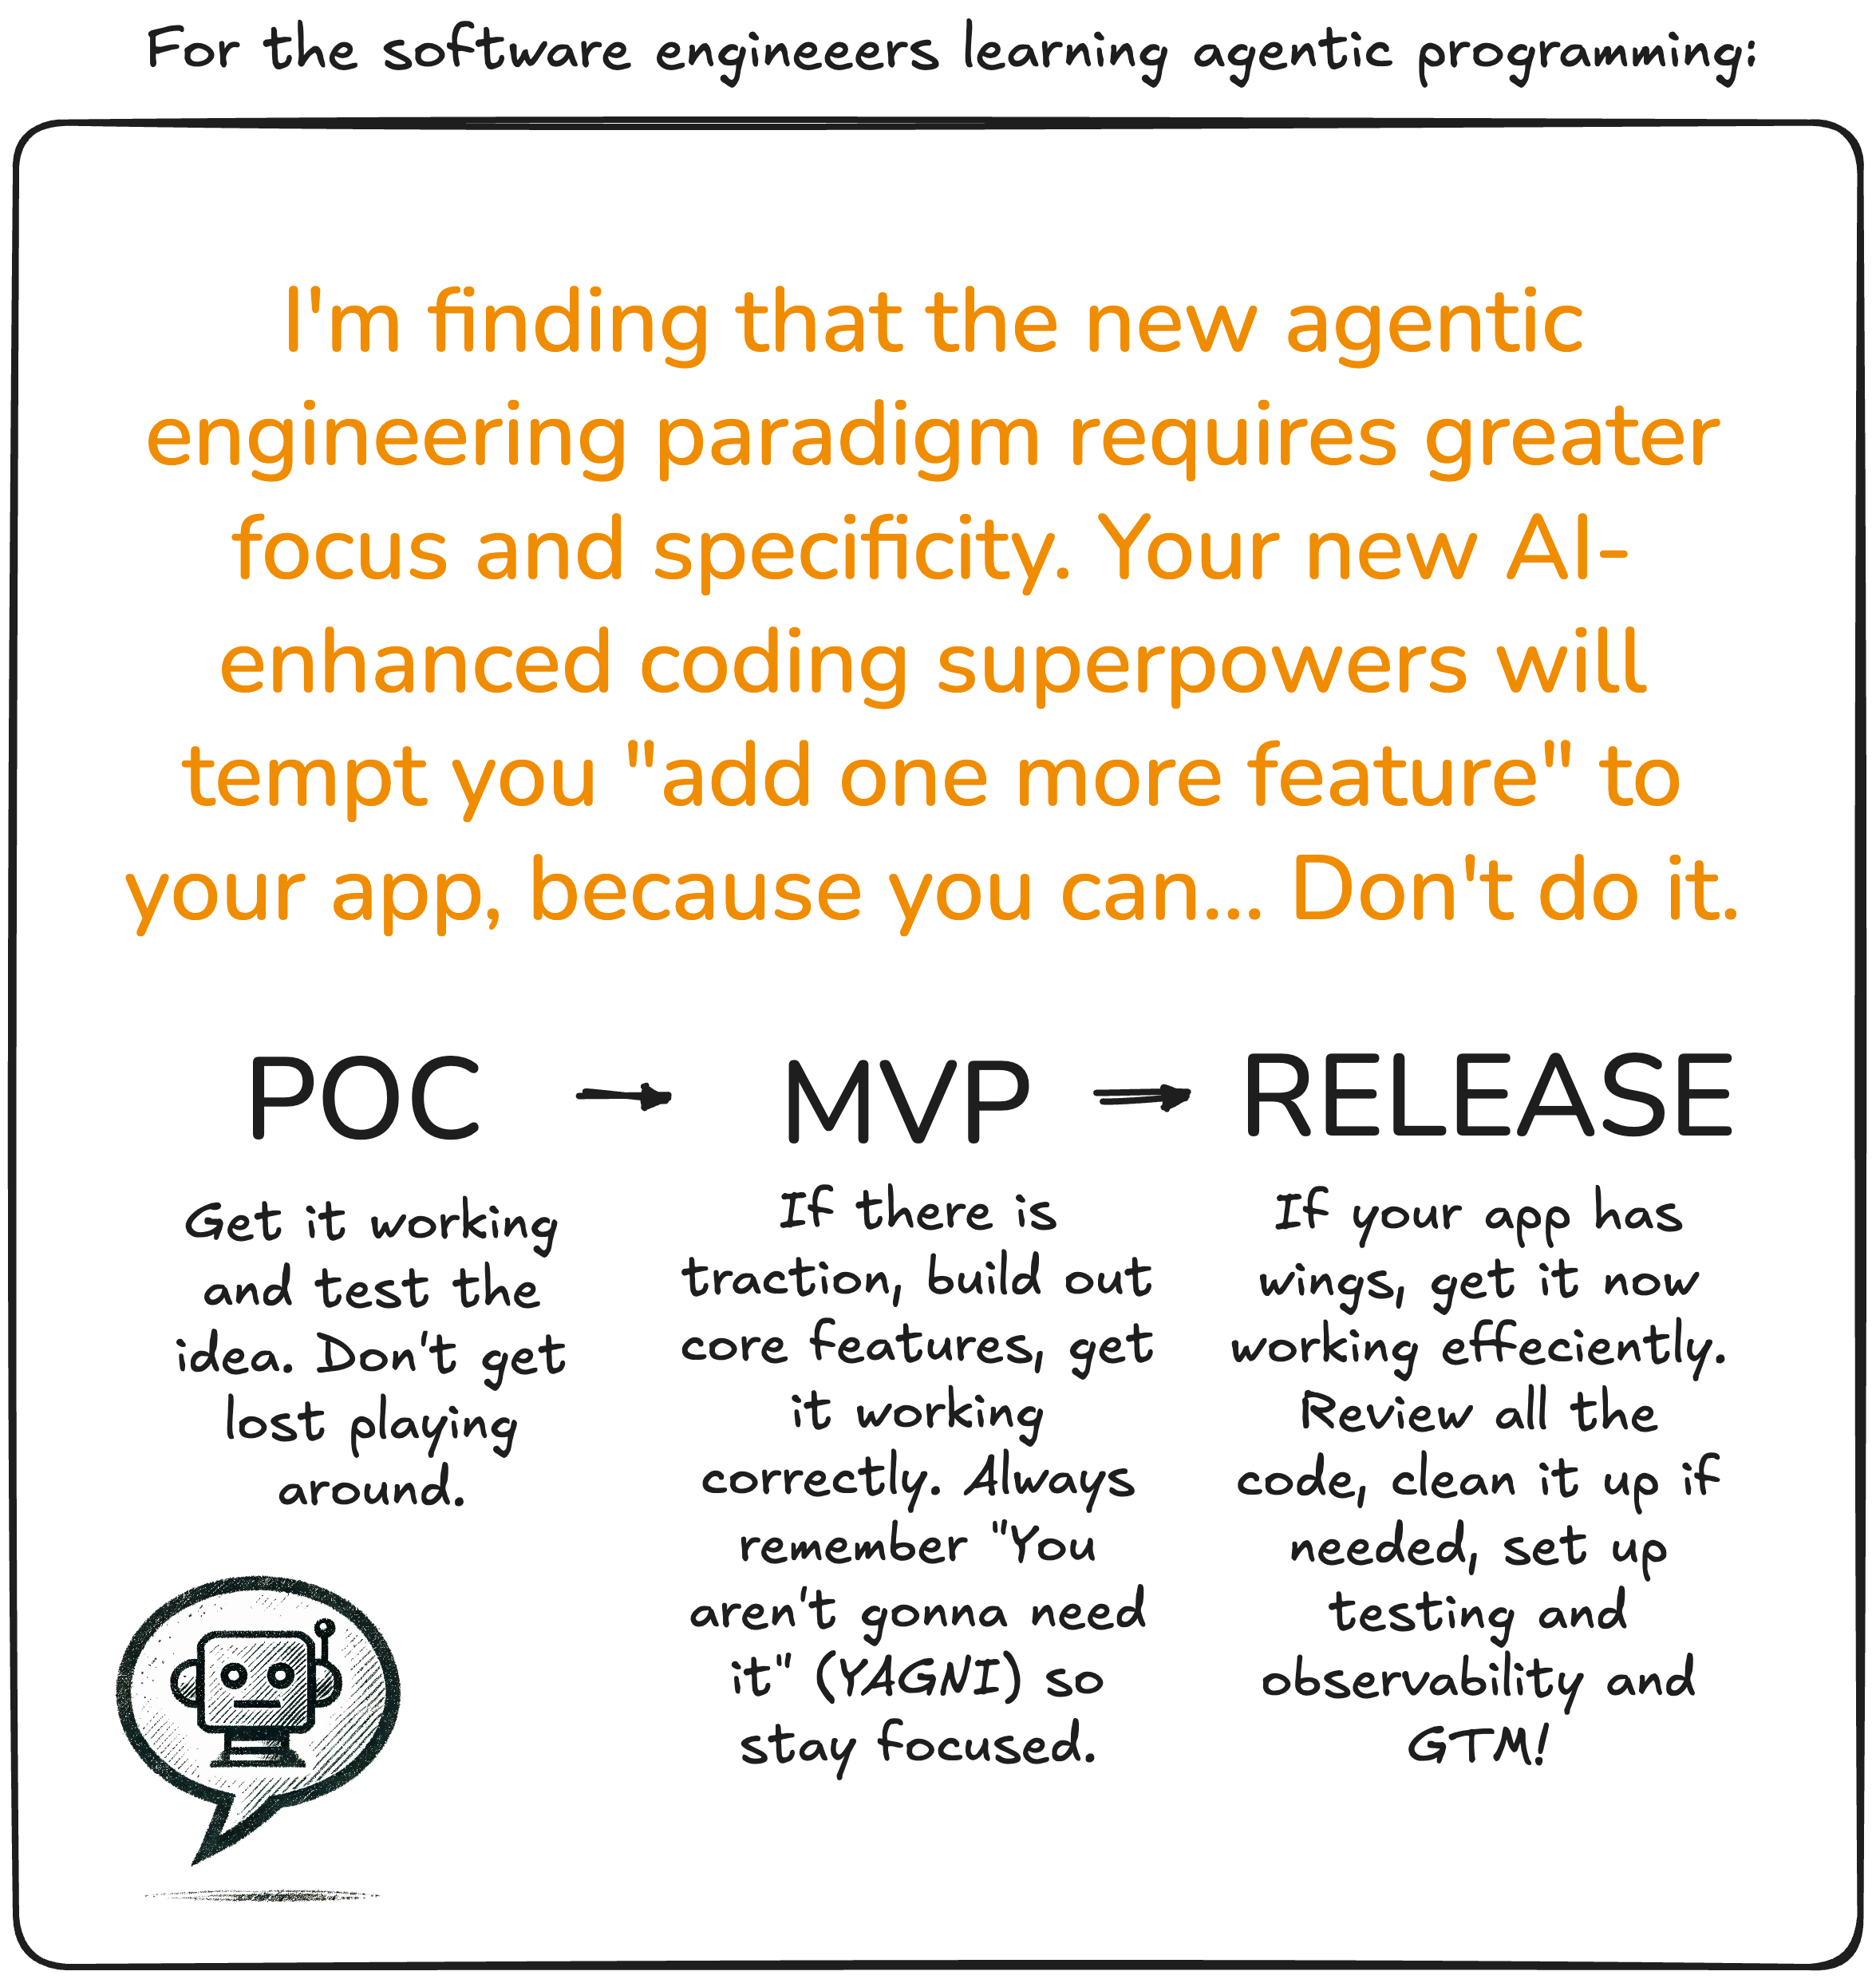 For the software engineeers learning agentic programming:
I'm finding that the new agentic
engineering paradigm requires greater
focus and specificity. Your new AI-
enhanced coding superpowers will
tempt you "add one more feature" to
your app, because you can... Don't do it.
POC
Get it working
and test the
idea. Don't get
lost playing
around.
MVP
If there is
traction, build out
core features, get
it working
correctly. Always
remember "You
aren't gonna need
it" (YAGNI) so
stay focused.
RELEASE
If your app has
wings, get it now
working effeciently.
Review all the
code, clean it up if
needed, set up
testing and
observability and
GTM!